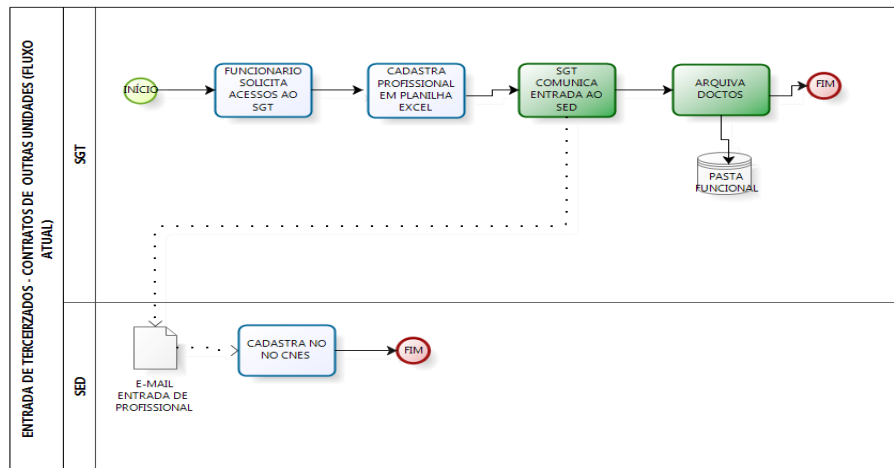 ENTRADA DE TERCERZADOS - CONTRATOS DE OUTRAS UNIDADES (FLUXO
ATUAL)
SGT
INÍCIO
FUNCIONARIO
SOLICITA
ACESSOS AO
SGT
CADASTRA
PROFISSIONAL
EM PLANILHA
EXCEL
SGT
COMUNICA
ENTRADA AO
SED
ARQUIVA
DOCTOS
FIM
PASTA
FUNCIONAL
SED
E-MAIL
ENTRADA DE
PROFISSIONAL
CADASTRA NO
NO CNES
FIM